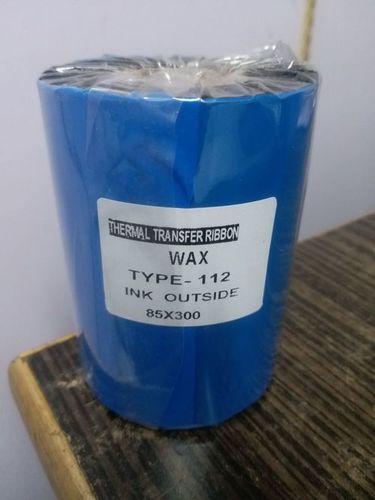 THERMAL TRANSFER RIBBON
WAX
TYPE-112
INK OUTSIDE
85X300